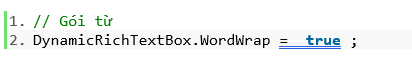 1. // Gói từ
2. DynamicRichTextBox.WordWrap = true ;